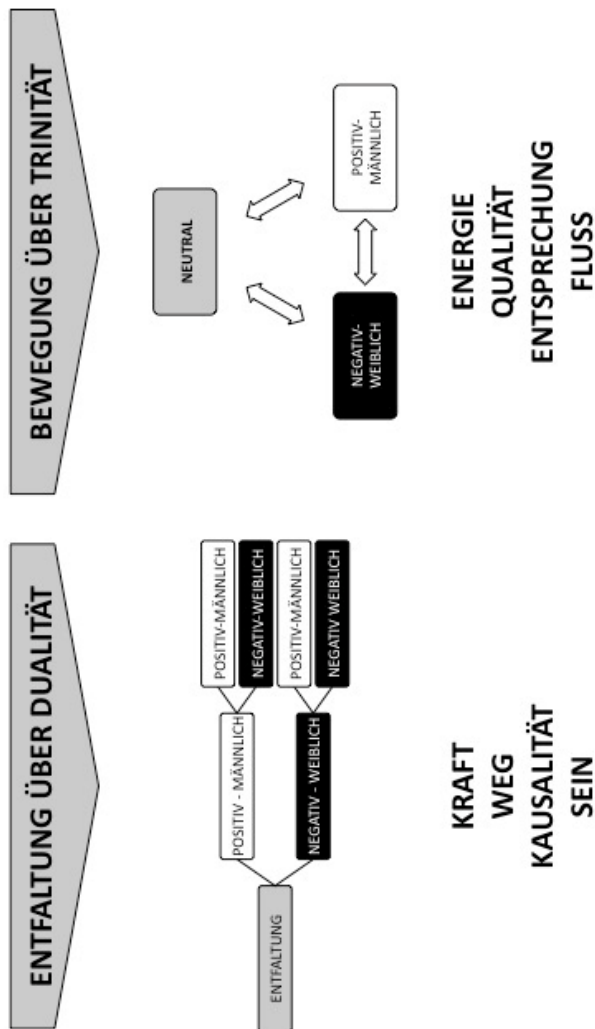 ENTFALTUNG ÜBER DUALITÄT
ENTFALTUNG
POSITIV - MÄNNLICH
NEGATIV - WEIBLICH
POSITIV-MÄNNLICH
NEGATIV-WEIBLICH
POSITIV-MÄNNLICH
NEGATIV WEIBLICH
KRAFT
WEG
KAUSALITÄT
SEIN
BEWEGUNG ÜBER TRINITÄT
NEUTRAL
NEGATIV-
WEIBLICH
POSITIV-
MÄNNLICH
ENERGIE
QUALITÄT
ENTSPRECHUNG
FLUSS